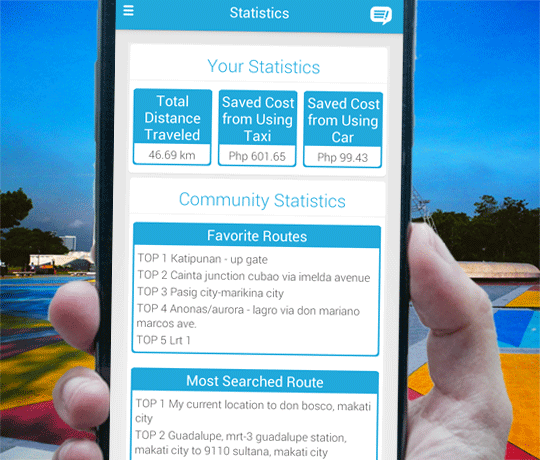 Statistics
Your Statistics
Total
Distance
Traveled
46.69 km
Saved Cost
from Using
Taxi
Php 601.65
Saved Cost
from Using
Car
Php 99.43
Community Statistics
Favorite Routes
TOP 1 Katipunan - up gate
TOP 2 Cainta junction cubao via imelda avenue
TOP 3 Pasig city-marikina city
TOP 4 Anonas/aurora - lagro via don mariano
marcos ave.
TOP 5 Lrt 1
Most Searched Route
TOP 1 My current location to don bosco, makati
city
TOP 2 Guadalupe, mrt-3 guadalupe station,
makati city to 9110 sultana, makati city